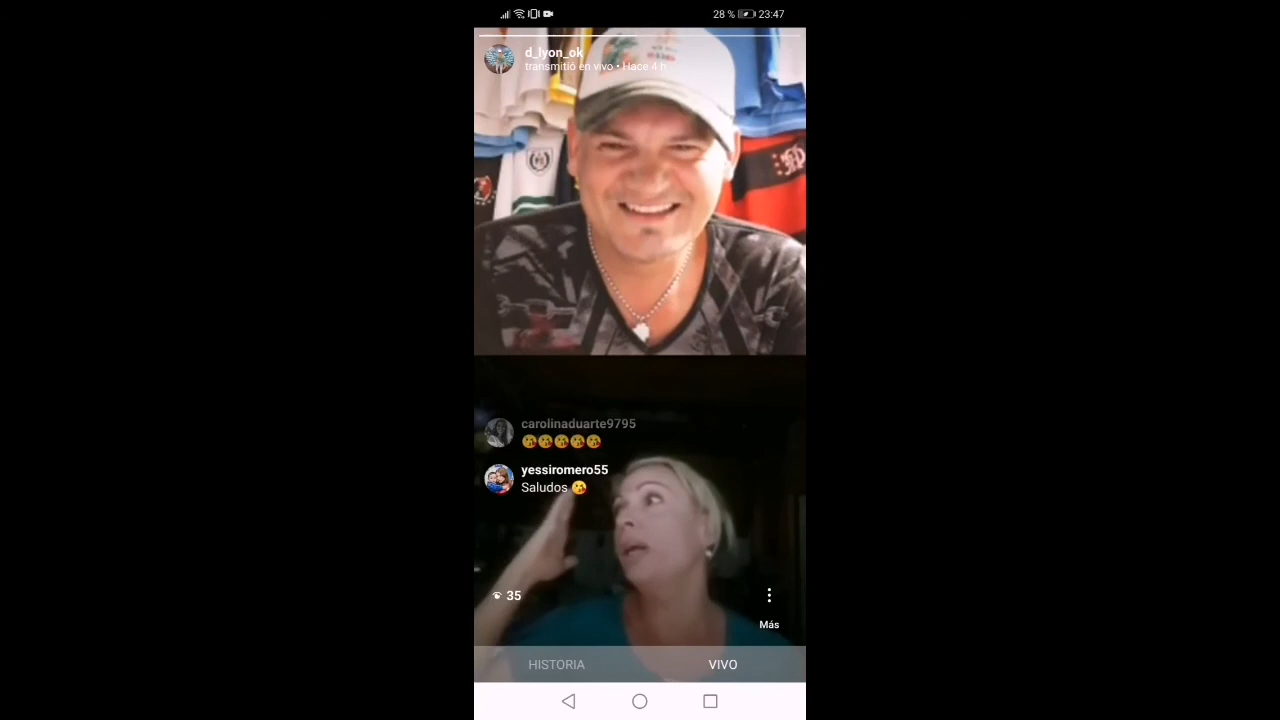 28 % 23:47
d_lyon_ok
transmitió en vivo • Hace 4 h
carolinaduarte9795
😘😘😘😘😘
yessiromero55
Saludos 😘
35
Más
HISTORIA
VIVO